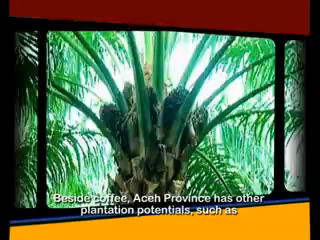 Beside coffee, Aceh Province has other
plantation potentials, such as